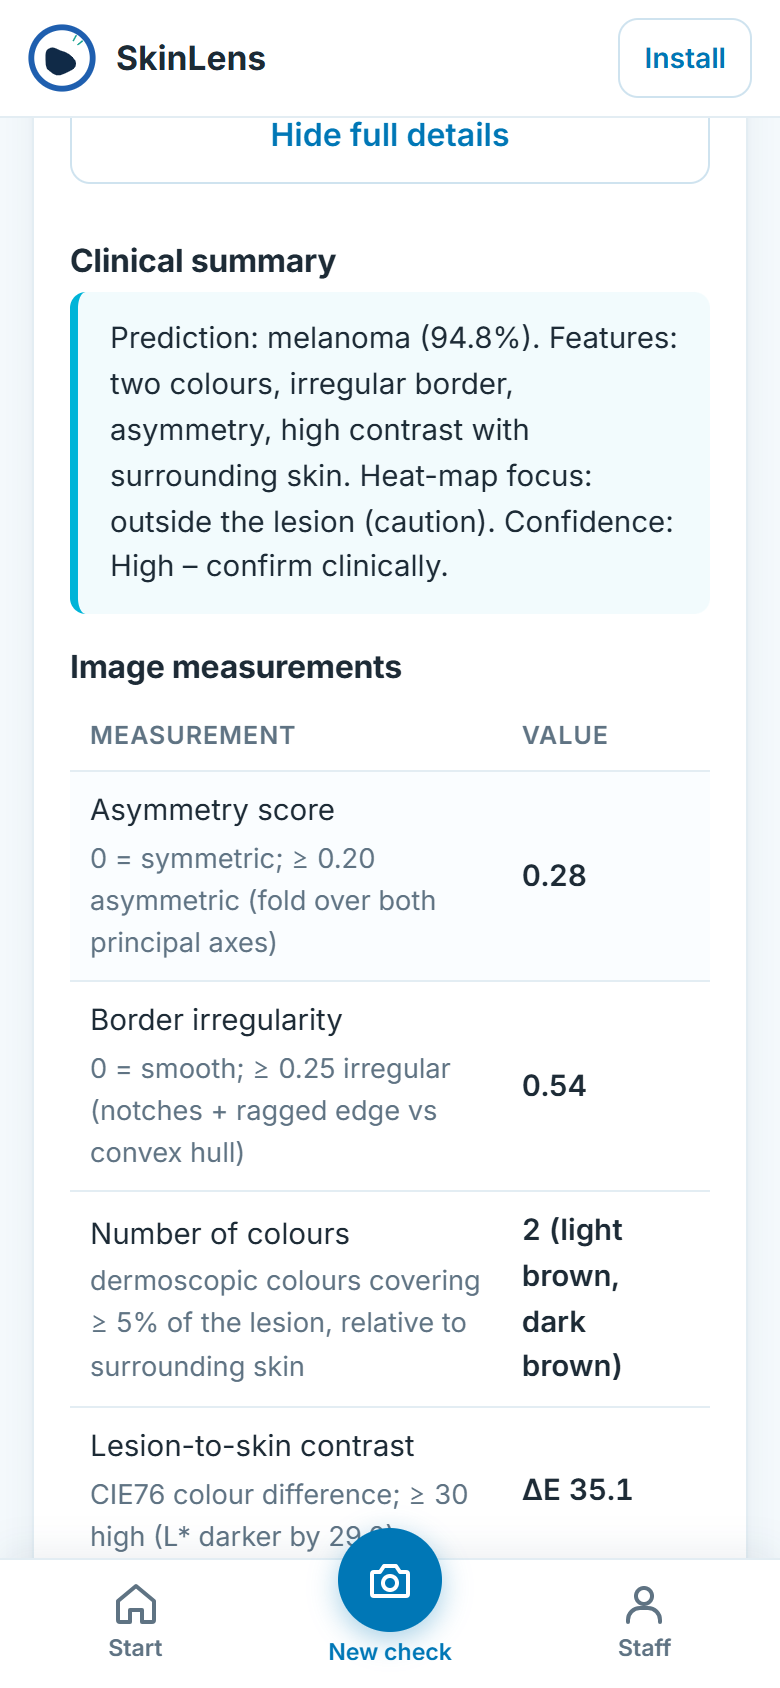 SkinLens
Install
Hide full details
Clinical summary
Prediction: melanoma (94.8%). Features:
two colours, irregular border,
asymmetry, high contrast with
surrounding skin. Heat-map focus:
outside the lesion (caution). Confidence:
High – confirm clinically.
Image measurements
MEASUREMENT VALUE
Asymmetry score
0 = symmetric; ≥ 0.20
asymmetric (fold over both
principal axes)
0.28
Border irregularity
0 = smooth; ≥ 0.25 irregular
(notches + ragged edge vs
convex hull)
0.54
Number of colours
dermoscopic colours covering
≥ 5% of the lesion, relative to
surrounding skin
2 (light
brown,
dark
brown)
Lesion-to-skin contrast
CIE76 colour difference; ≥ 30
high (L* darker by
ΔE 35.1
Start
New check
Staff